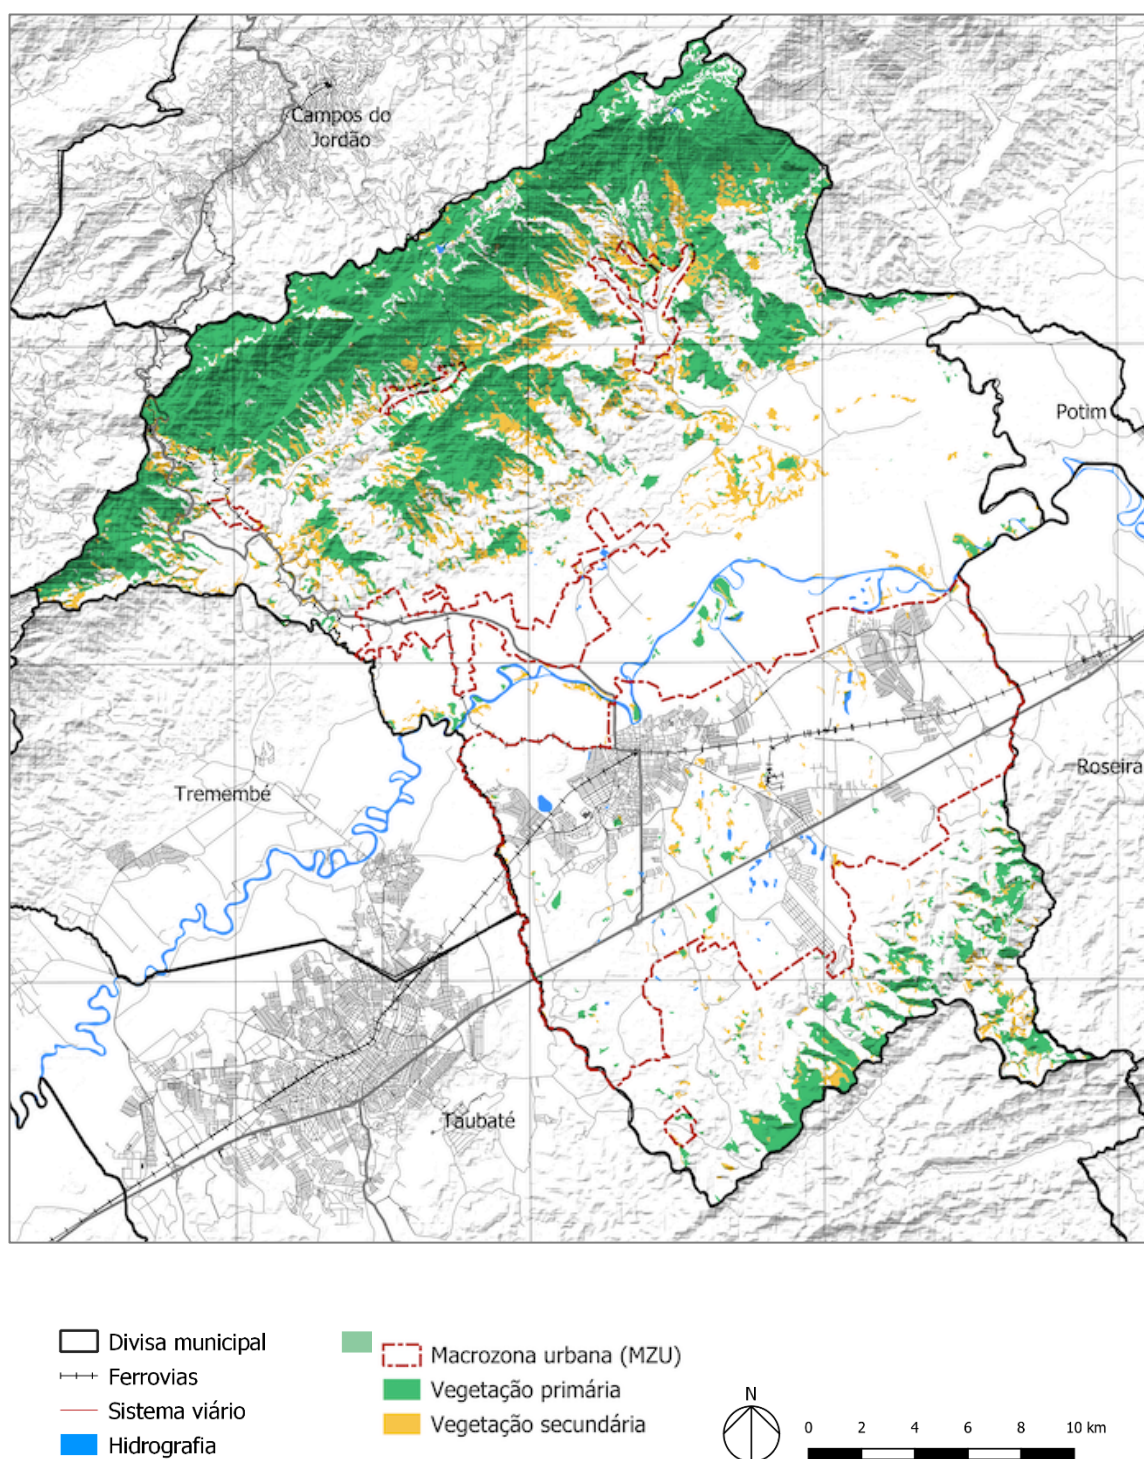 Campos do
Jordão
Potim
Roseira
Tremembé
Taubaté
Divisa municipal
Ferrovias
Sistema viário
Hidrografia
Macrozona urbana (MZU)
Vegetação primária
Vegetação secundária
N
0 2 4 6 8 10 km